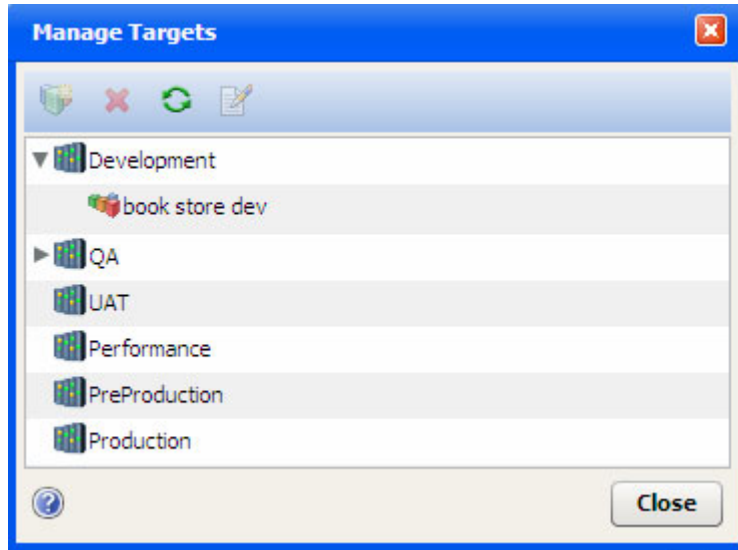 Manage Targets
Development
book store dev
QA
UAT
Performance
PreProduction
Production
?
Close